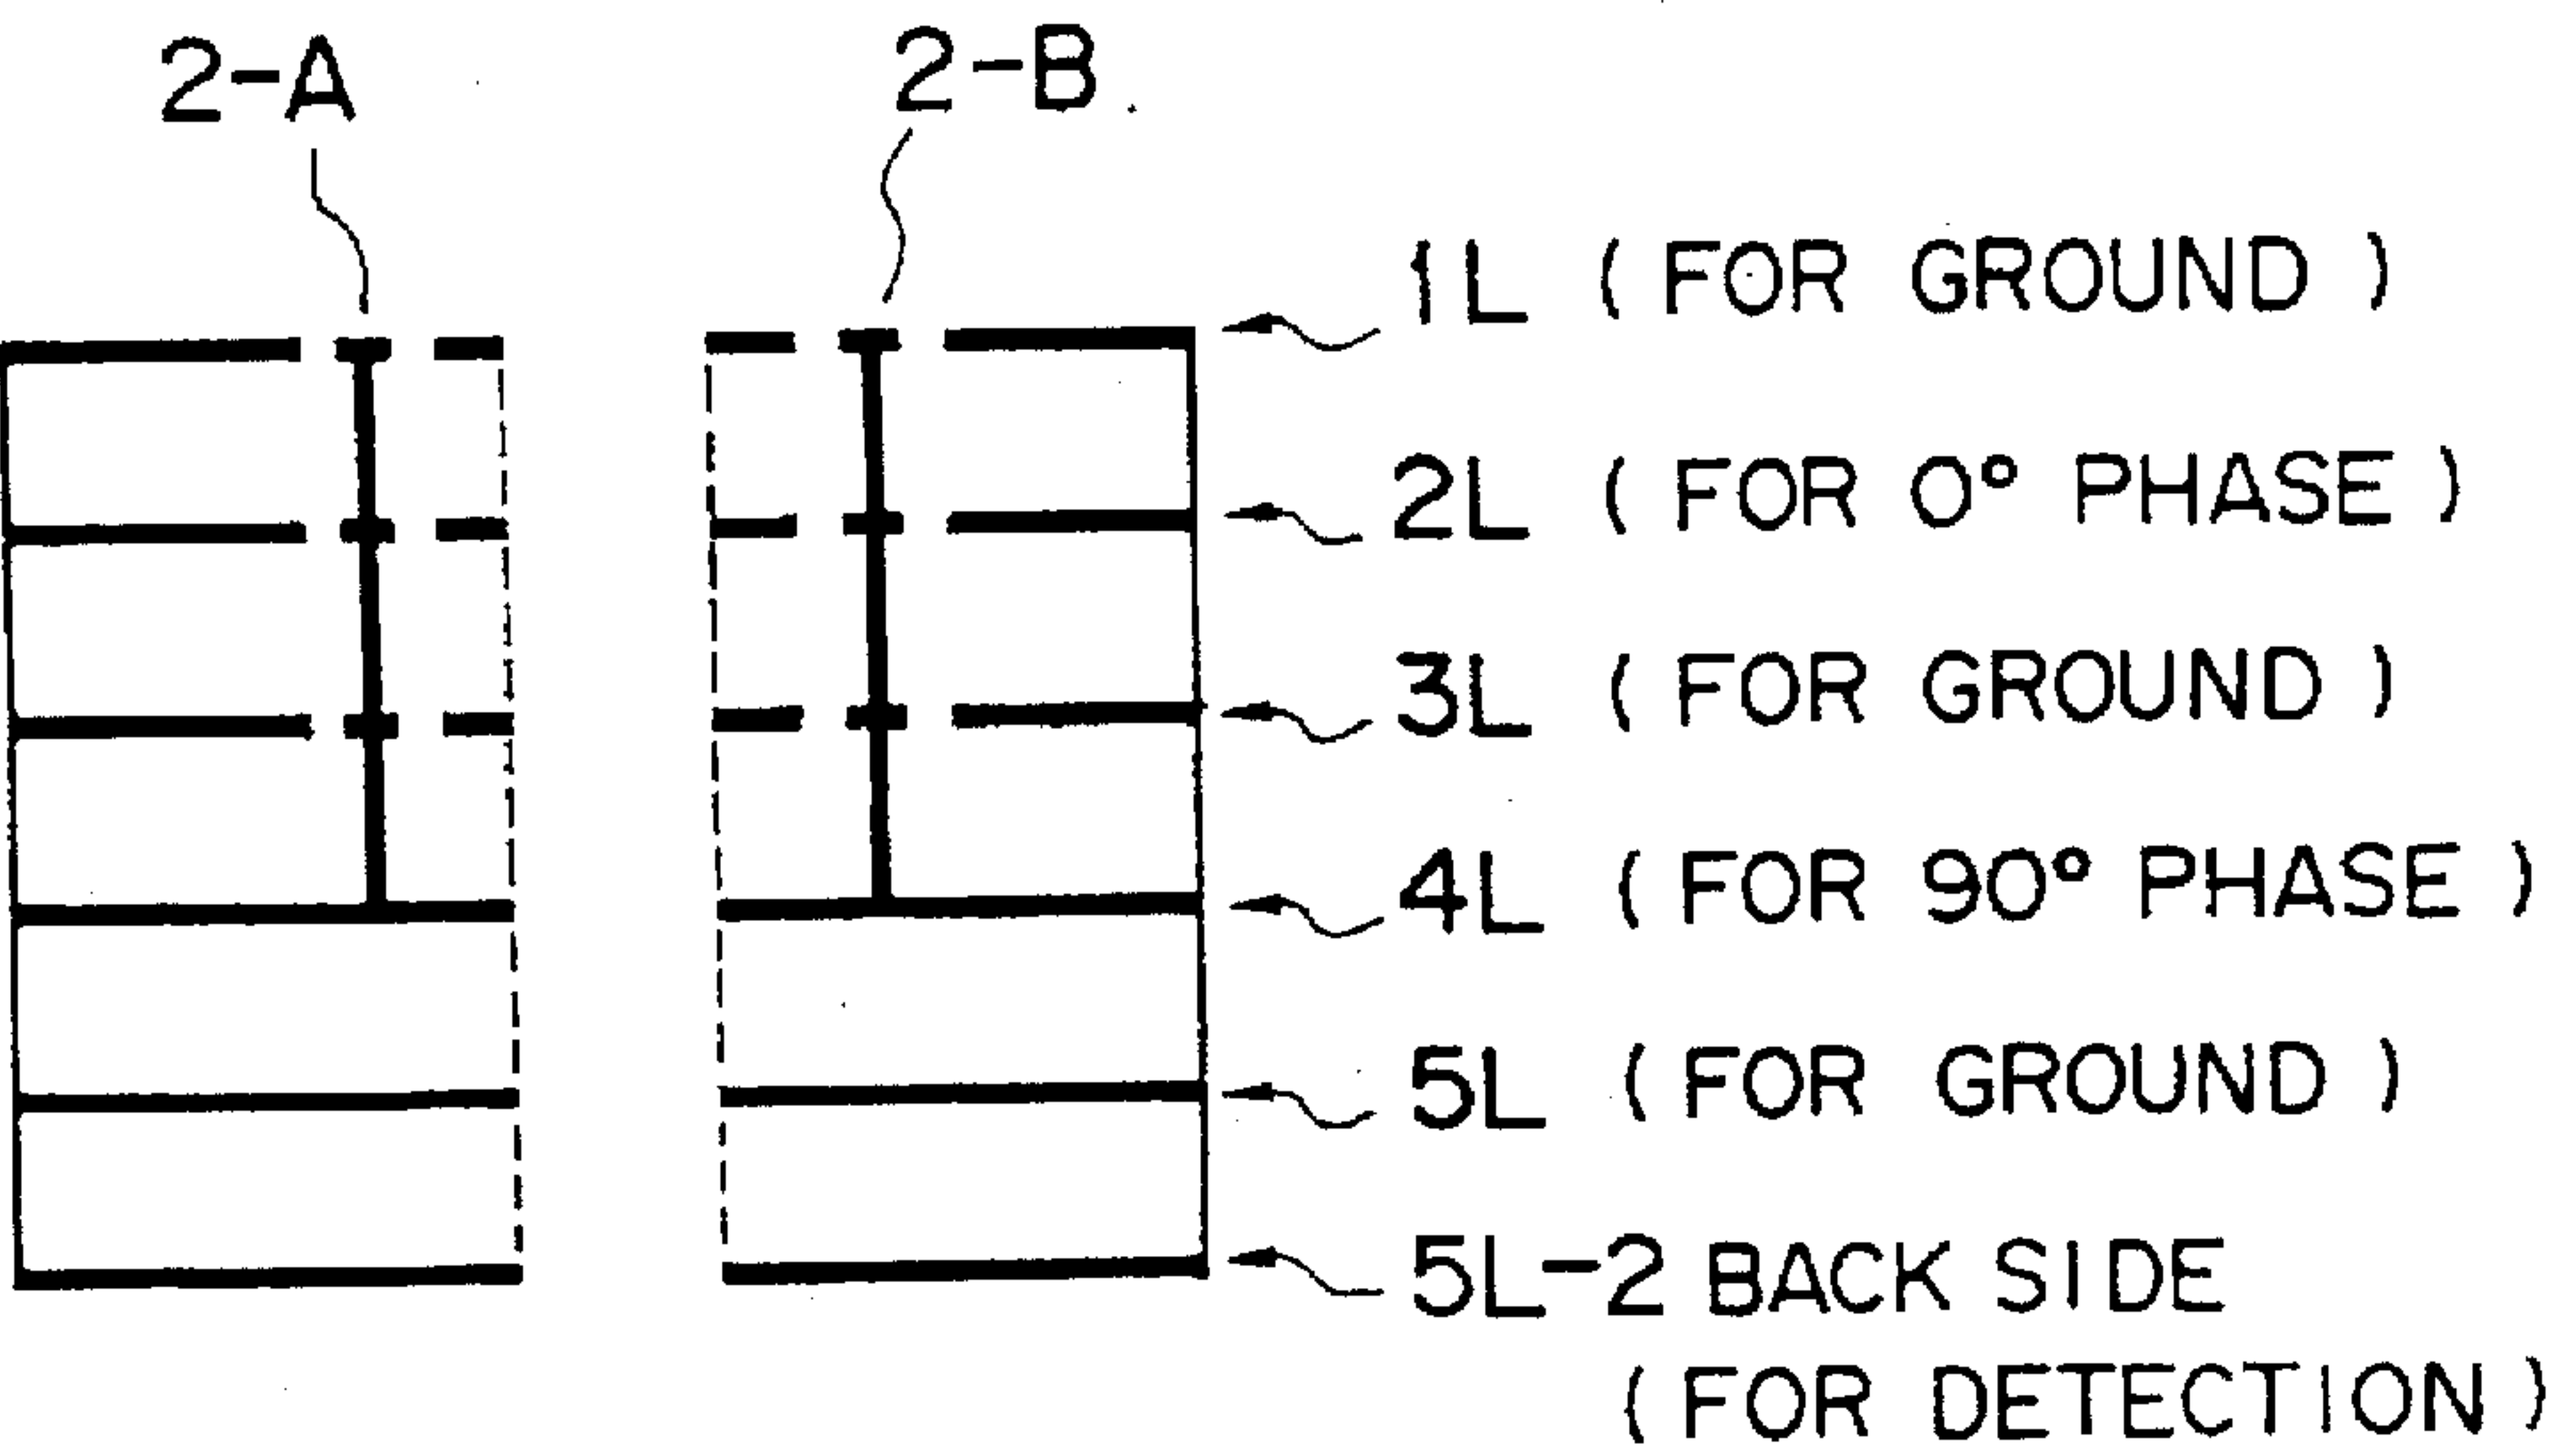 2-A
2-B
1L (FOR GROUND)
2L (FOR 0° PHASE)
3L (FOR GROUND)
4L (FOR 90° PHASE)
5L (FOR GROUND)
5L-2 BACK SIDE
(FOR DETECTION)